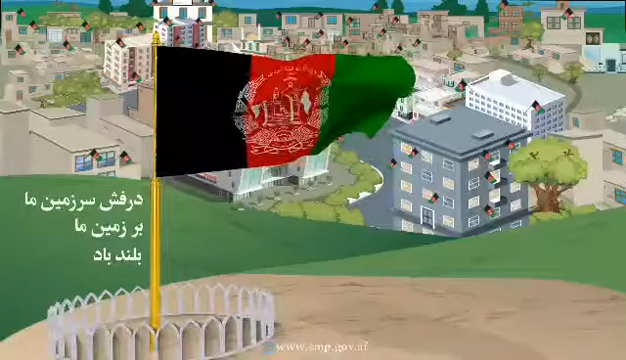 درفش سرزمین ما
بر زمین ما
بلند باد
www.smp.gov.af